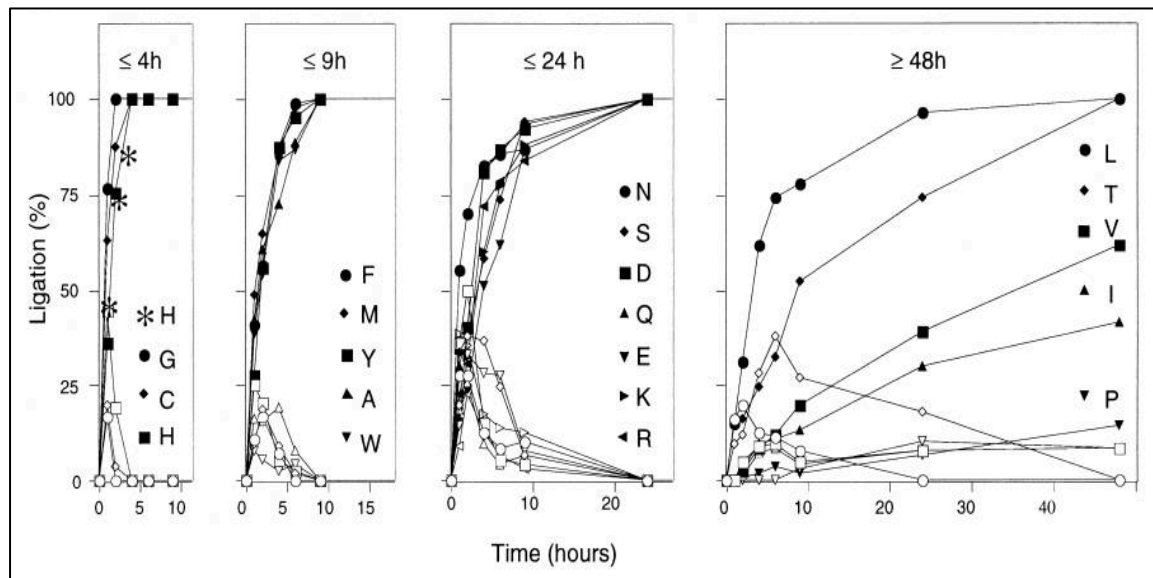 ≤ 4h
≤ 9h
≤ 24 h
≥ 48h
Ligation (%)
100
75
50
25
0
H
G
C
H
F
M
Y
A
W
N
S
D
Q
E
K
R
L
T
V
I
P
0 5 10
0 5 10 15
0 10 20
0 10 20 30 40
Time (hours)